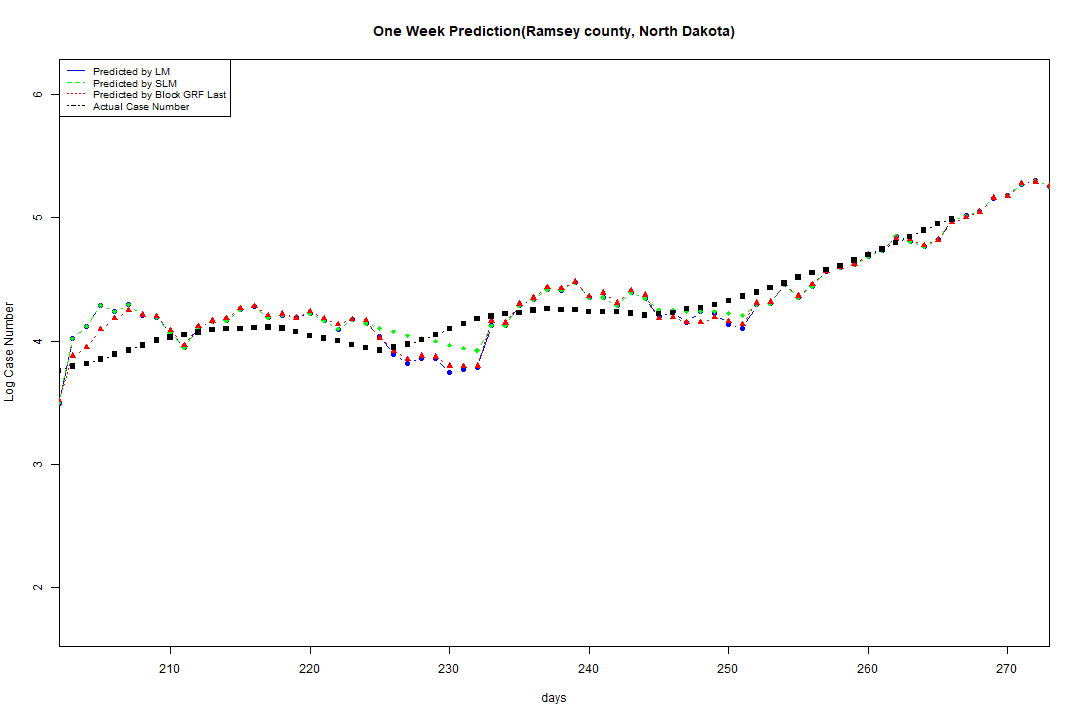 One Week Prediction(Ramsey county, North Dakota)
Predicted by LM
Predicted by SLM
Predicted by Block GRF Last
Actual Case Number
6
5
4
3
2
Log Case Number
210 220 230 240 250 260 270
days